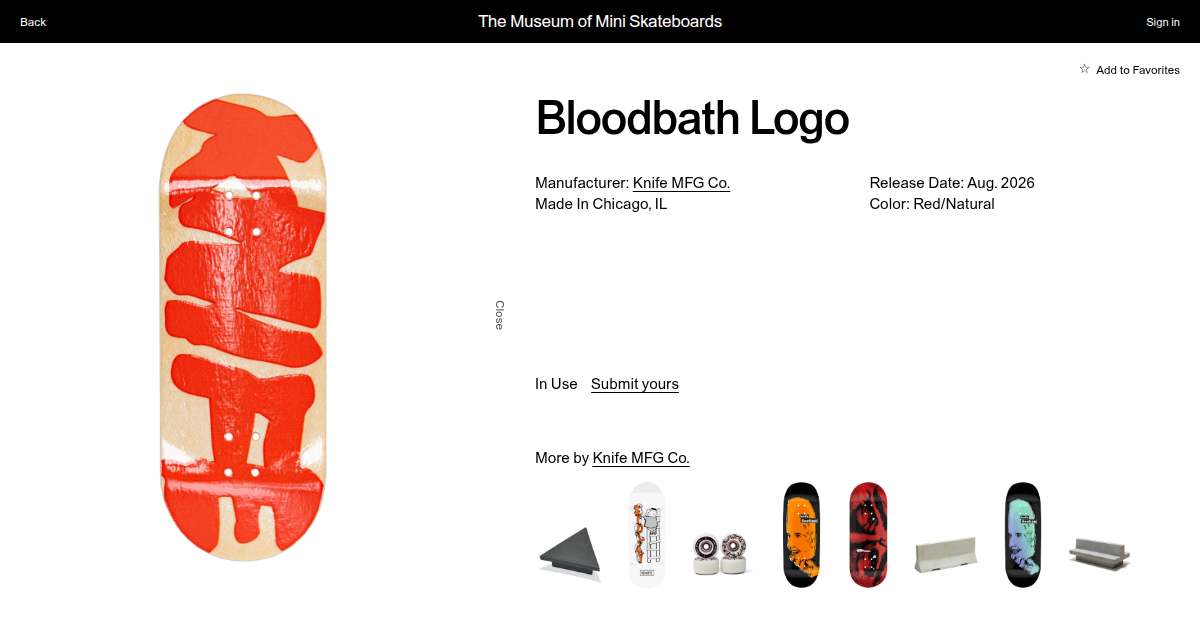 Back
The Museum of Mini Skateboards
Sign in
☆ Add to Favorites
Bloodbath Logo
Manufacturer: Knife MFG Co.
Made In Chicago, IL
Release Date: Aug. 2026
Color: Red/Natural
Close
In Use Submit yours
More by Knife MFG Co.